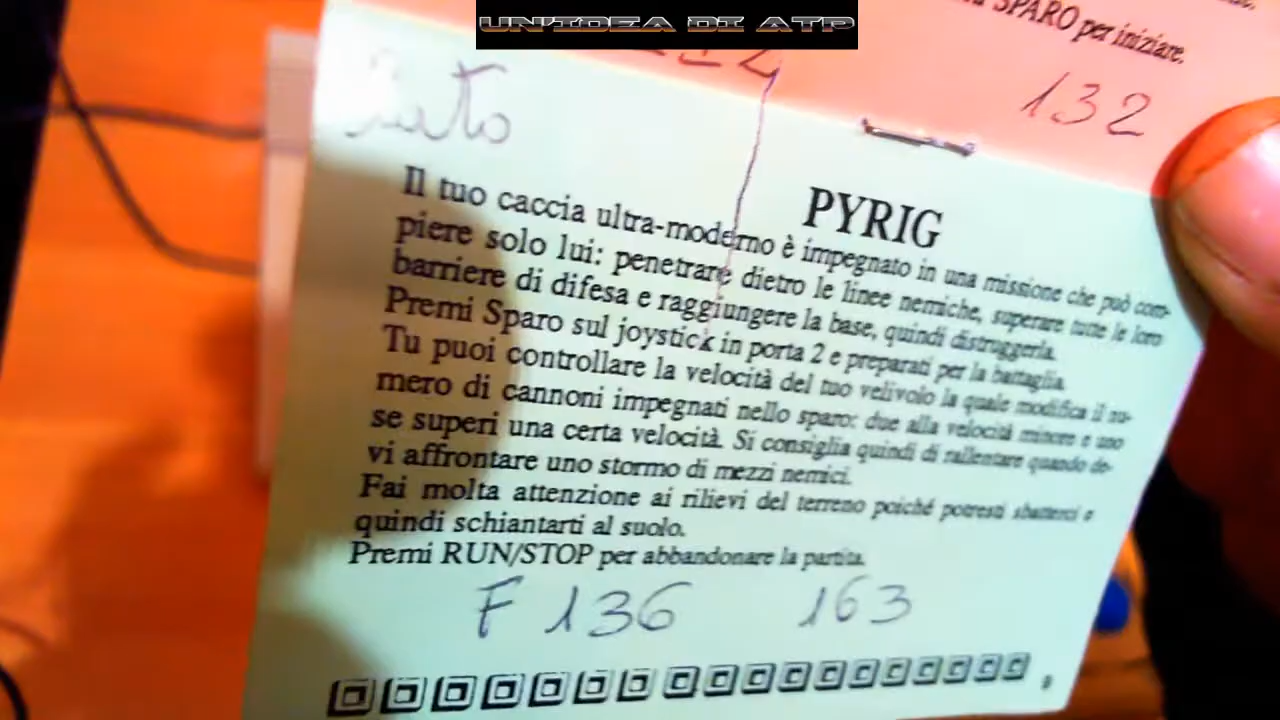 UN'IDEA DI ATP
SPARO per iniziare.
132
PYRIG
Il tuo caccia ultra-moderno è impegnato in una missione che può com-
piere solo lui: penetrare dietro le linee nemiche, superare tutte le loro
barriere di difesa e raggiungere la base, quindi distruggerla.
Premi Sparo sul joystick in porta 2 e preparati per la battaglia.
Tu puoi controllare la velocità del tuo velivolo la quale modifica il nu-
mero di cannoni impegnati nello sparo: due alla velocità minore e uno
se superi una certa velocità. Si consiglia quindi di rallentare quando de-
vi affrontare uno stormo di mezzi nemici.
Fai molta attenzione ai rilievi del terreno poiché potresti sbatterci e
quindi schiantarti al suolo.
Premi RUN/STOP per abbandonare la partita.
F 136 163